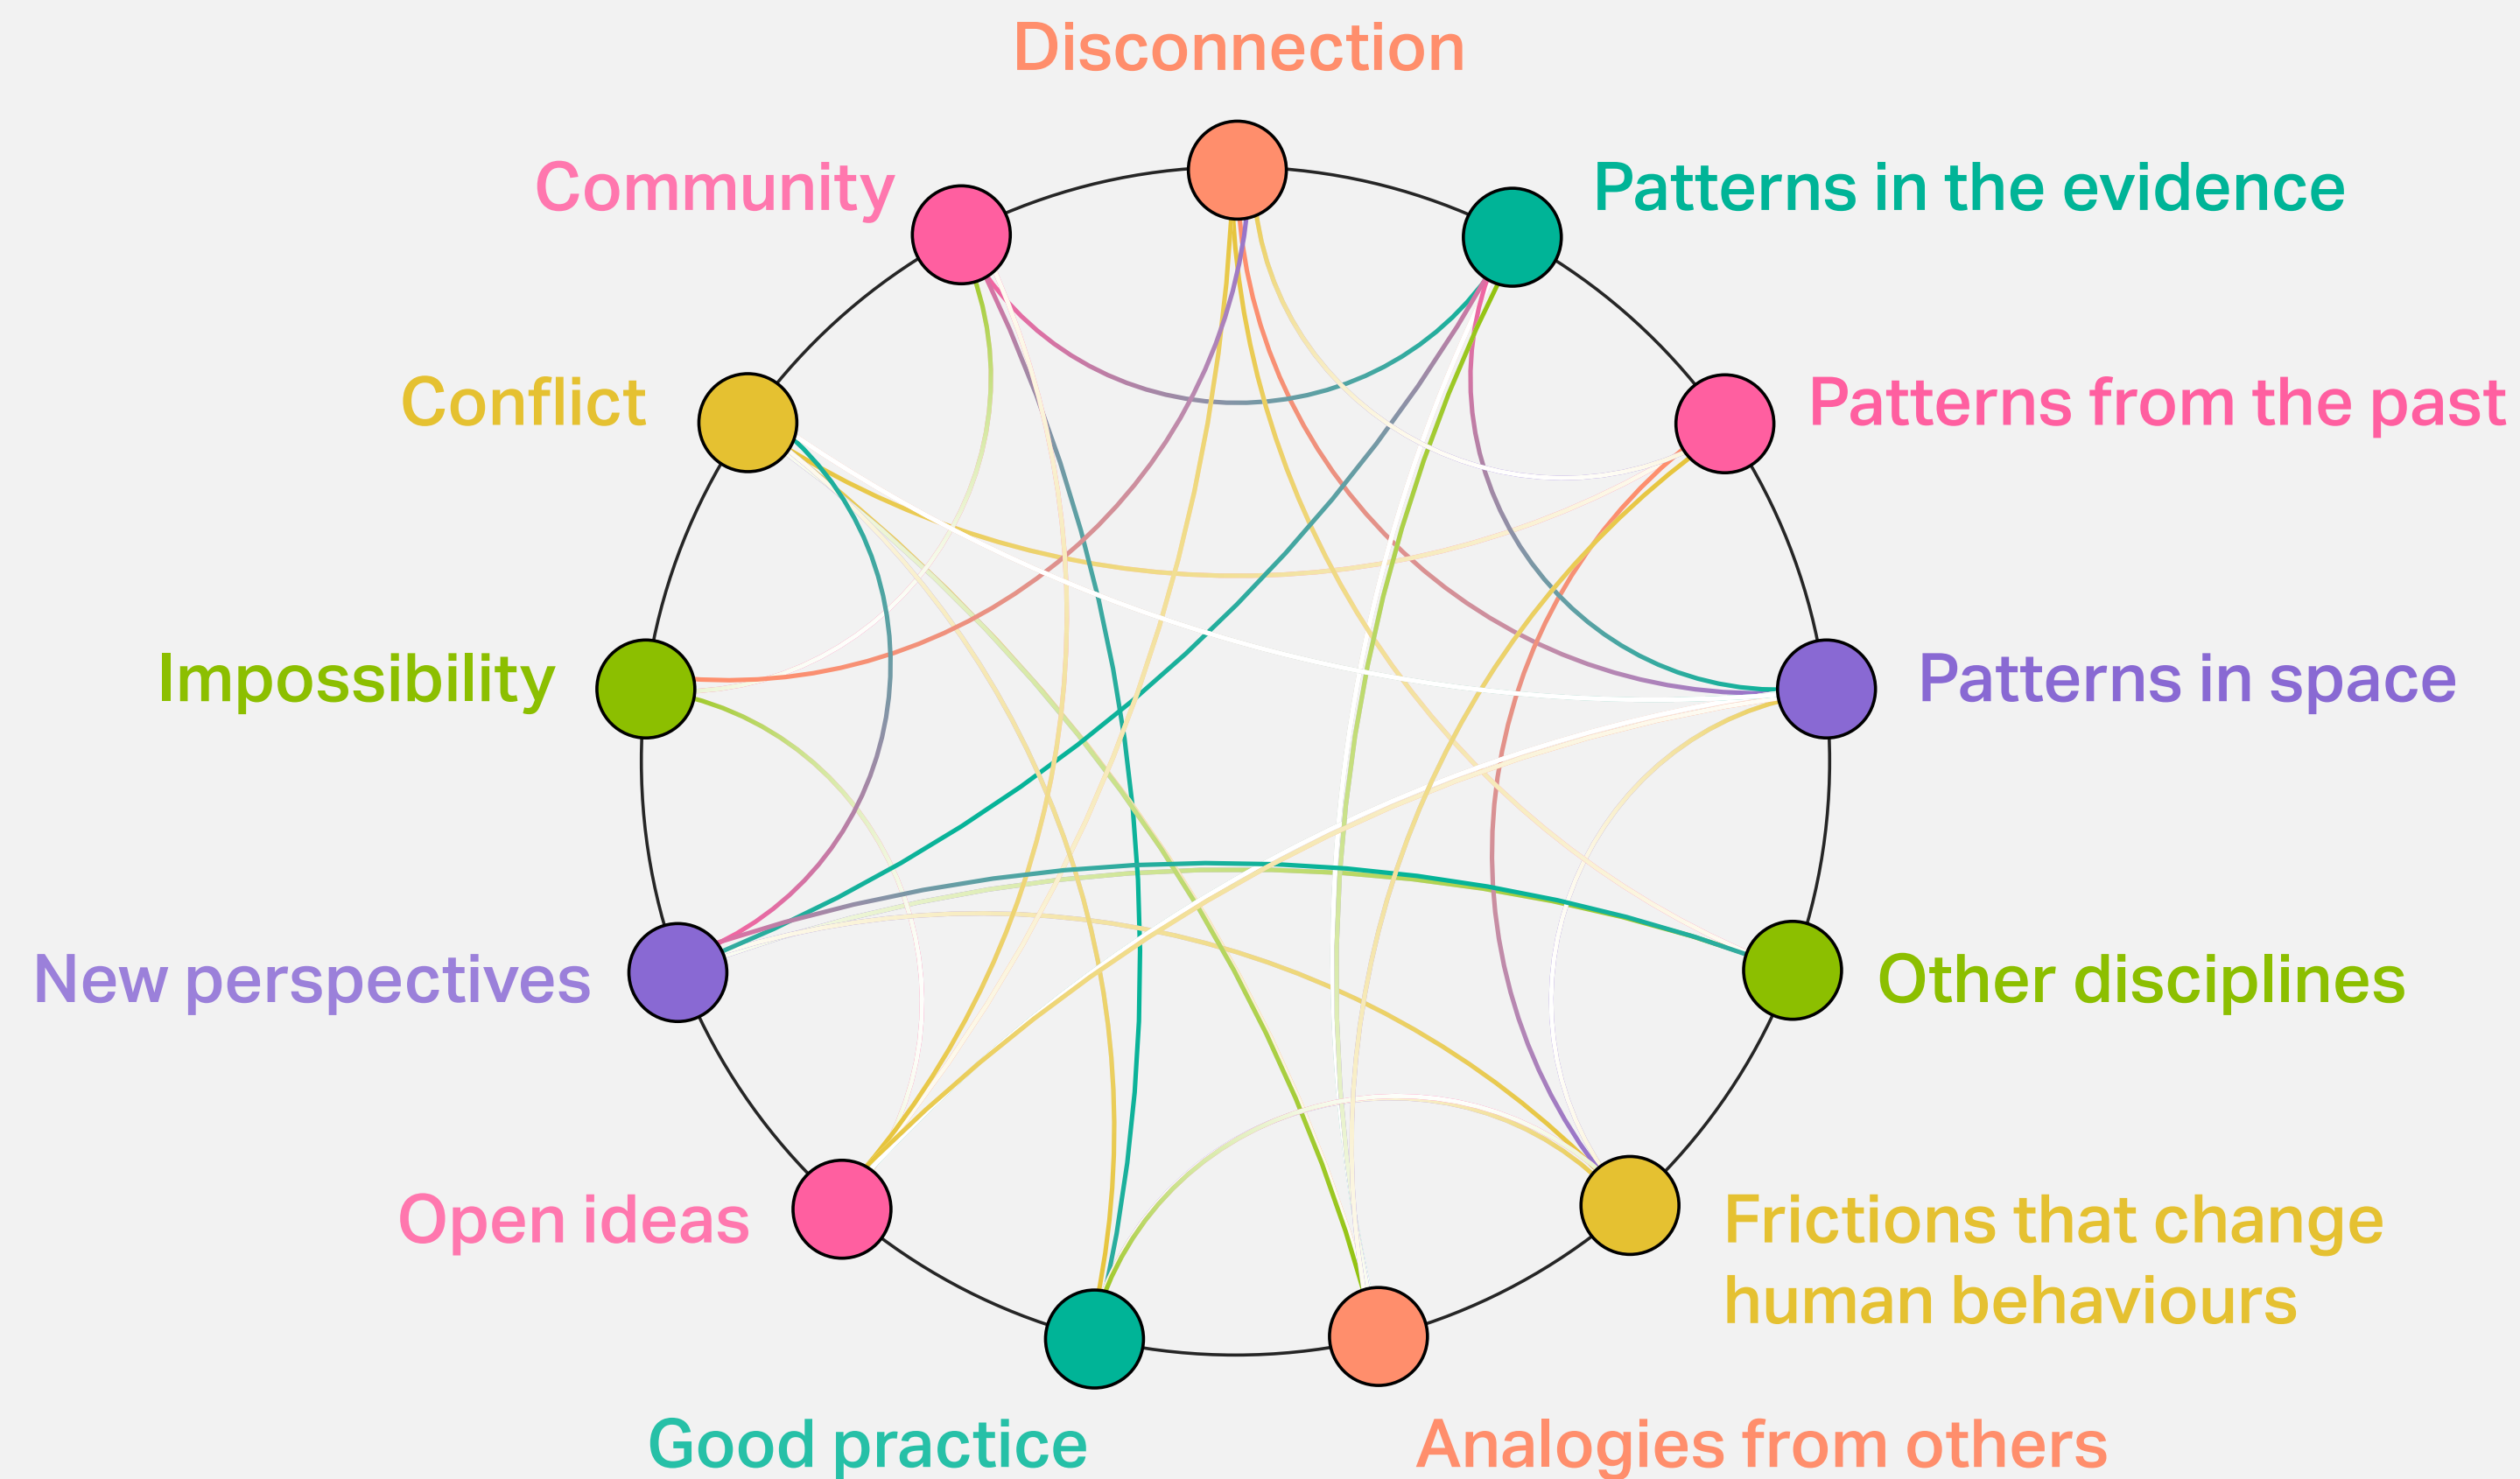 Disconnection
Community
Patterns in the evidence
Conflict
Patterns from the past
Impossibility
Patterns in space
New perspectives
Other disciplines
Open ideas
Frictions that change
human behaviours
Good practice
Analogies from others